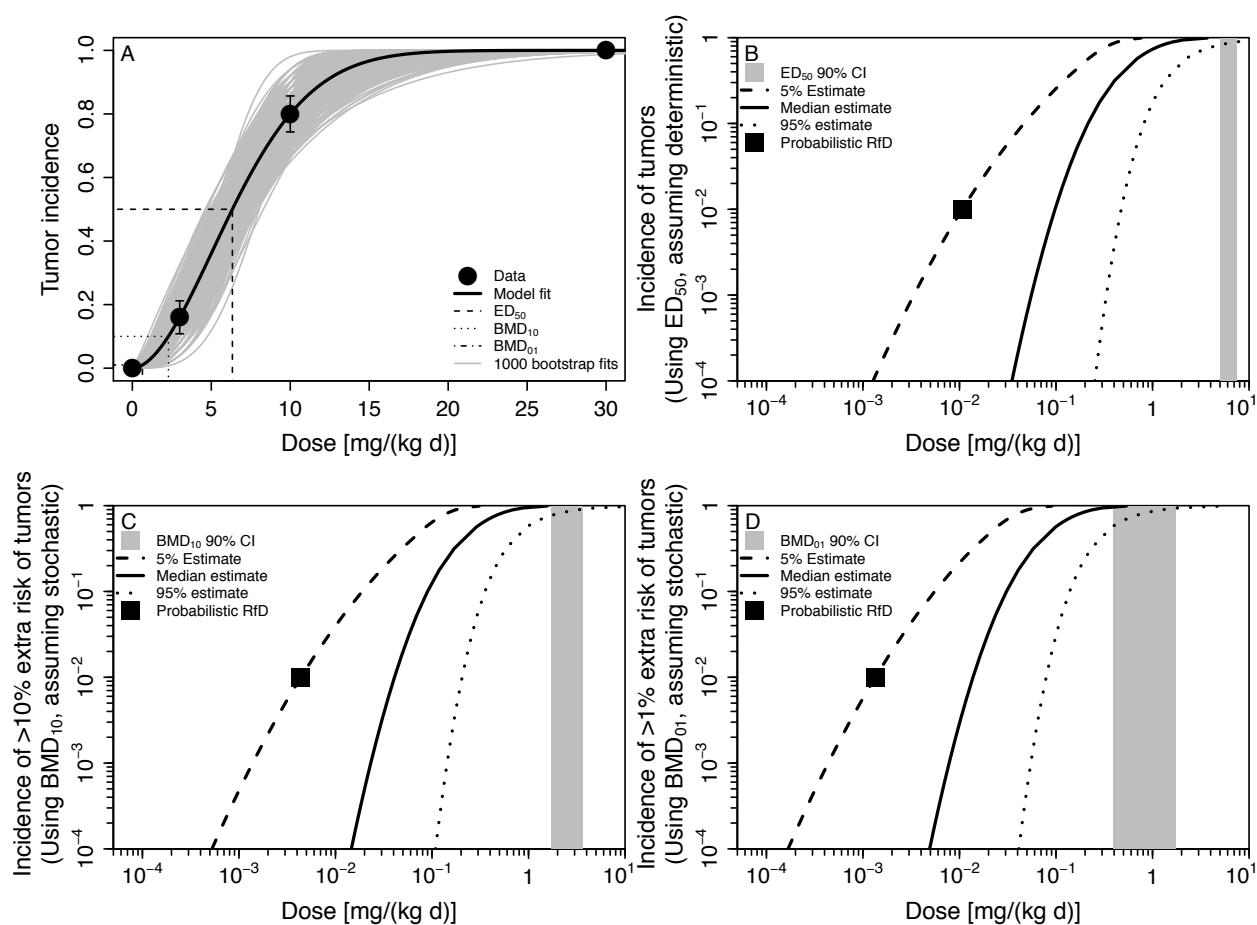 A
Tumor incidence
0.0 0.2 0.4 0.6 0.8 1.0
Data
Model fit
ED₅₀
BMD₁₀
BMD₀₁
1000 bootstrap fits
0 5 10 15 20 25 30
Dose [mg/(kg d)]
B
Incidence of tumors
(Using ED₅₀, assuming deterministic)
10⁻⁴ 10⁻³ 10⁻² 10⁻¹ 1
ED₅₀ 90% CI
5% Estimate
Median estimate
95% estimate
Probabilistic RfD
10⁻⁴ 10⁻³ 10⁻² 10⁻¹ 1 10¹
Dose [mg/(kg d)]
C
Incidence of >10% extra risk of tumors
(Using BMD₁₀, assuming stochastic)
10⁻⁴ 10⁻³ 10⁻² 10⁻¹ 1
BMD₁₀ 90% CI
5% Estimate
Median estimate
95% estimate
Probabilistic RfD
10⁻⁴ 10⁻³ 10⁻² 10⁻¹ 1 10¹
Dose [mg/(kg d)]
D
Incidence of >1% extra risk of tumors
(Using BMD₀₁, assuming stochastic)
10⁻⁴ 10⁻³ 10⁻² 10⁻¹ 1
BMD₀₁ 90% CI
5% Estimate
Median estimate
95% estimate
Probabilistic RfD
10⁻⁴ 10⁻³ 10⁻² 10⁻¹ 1 10¹
Dose [mg/(kg d)]